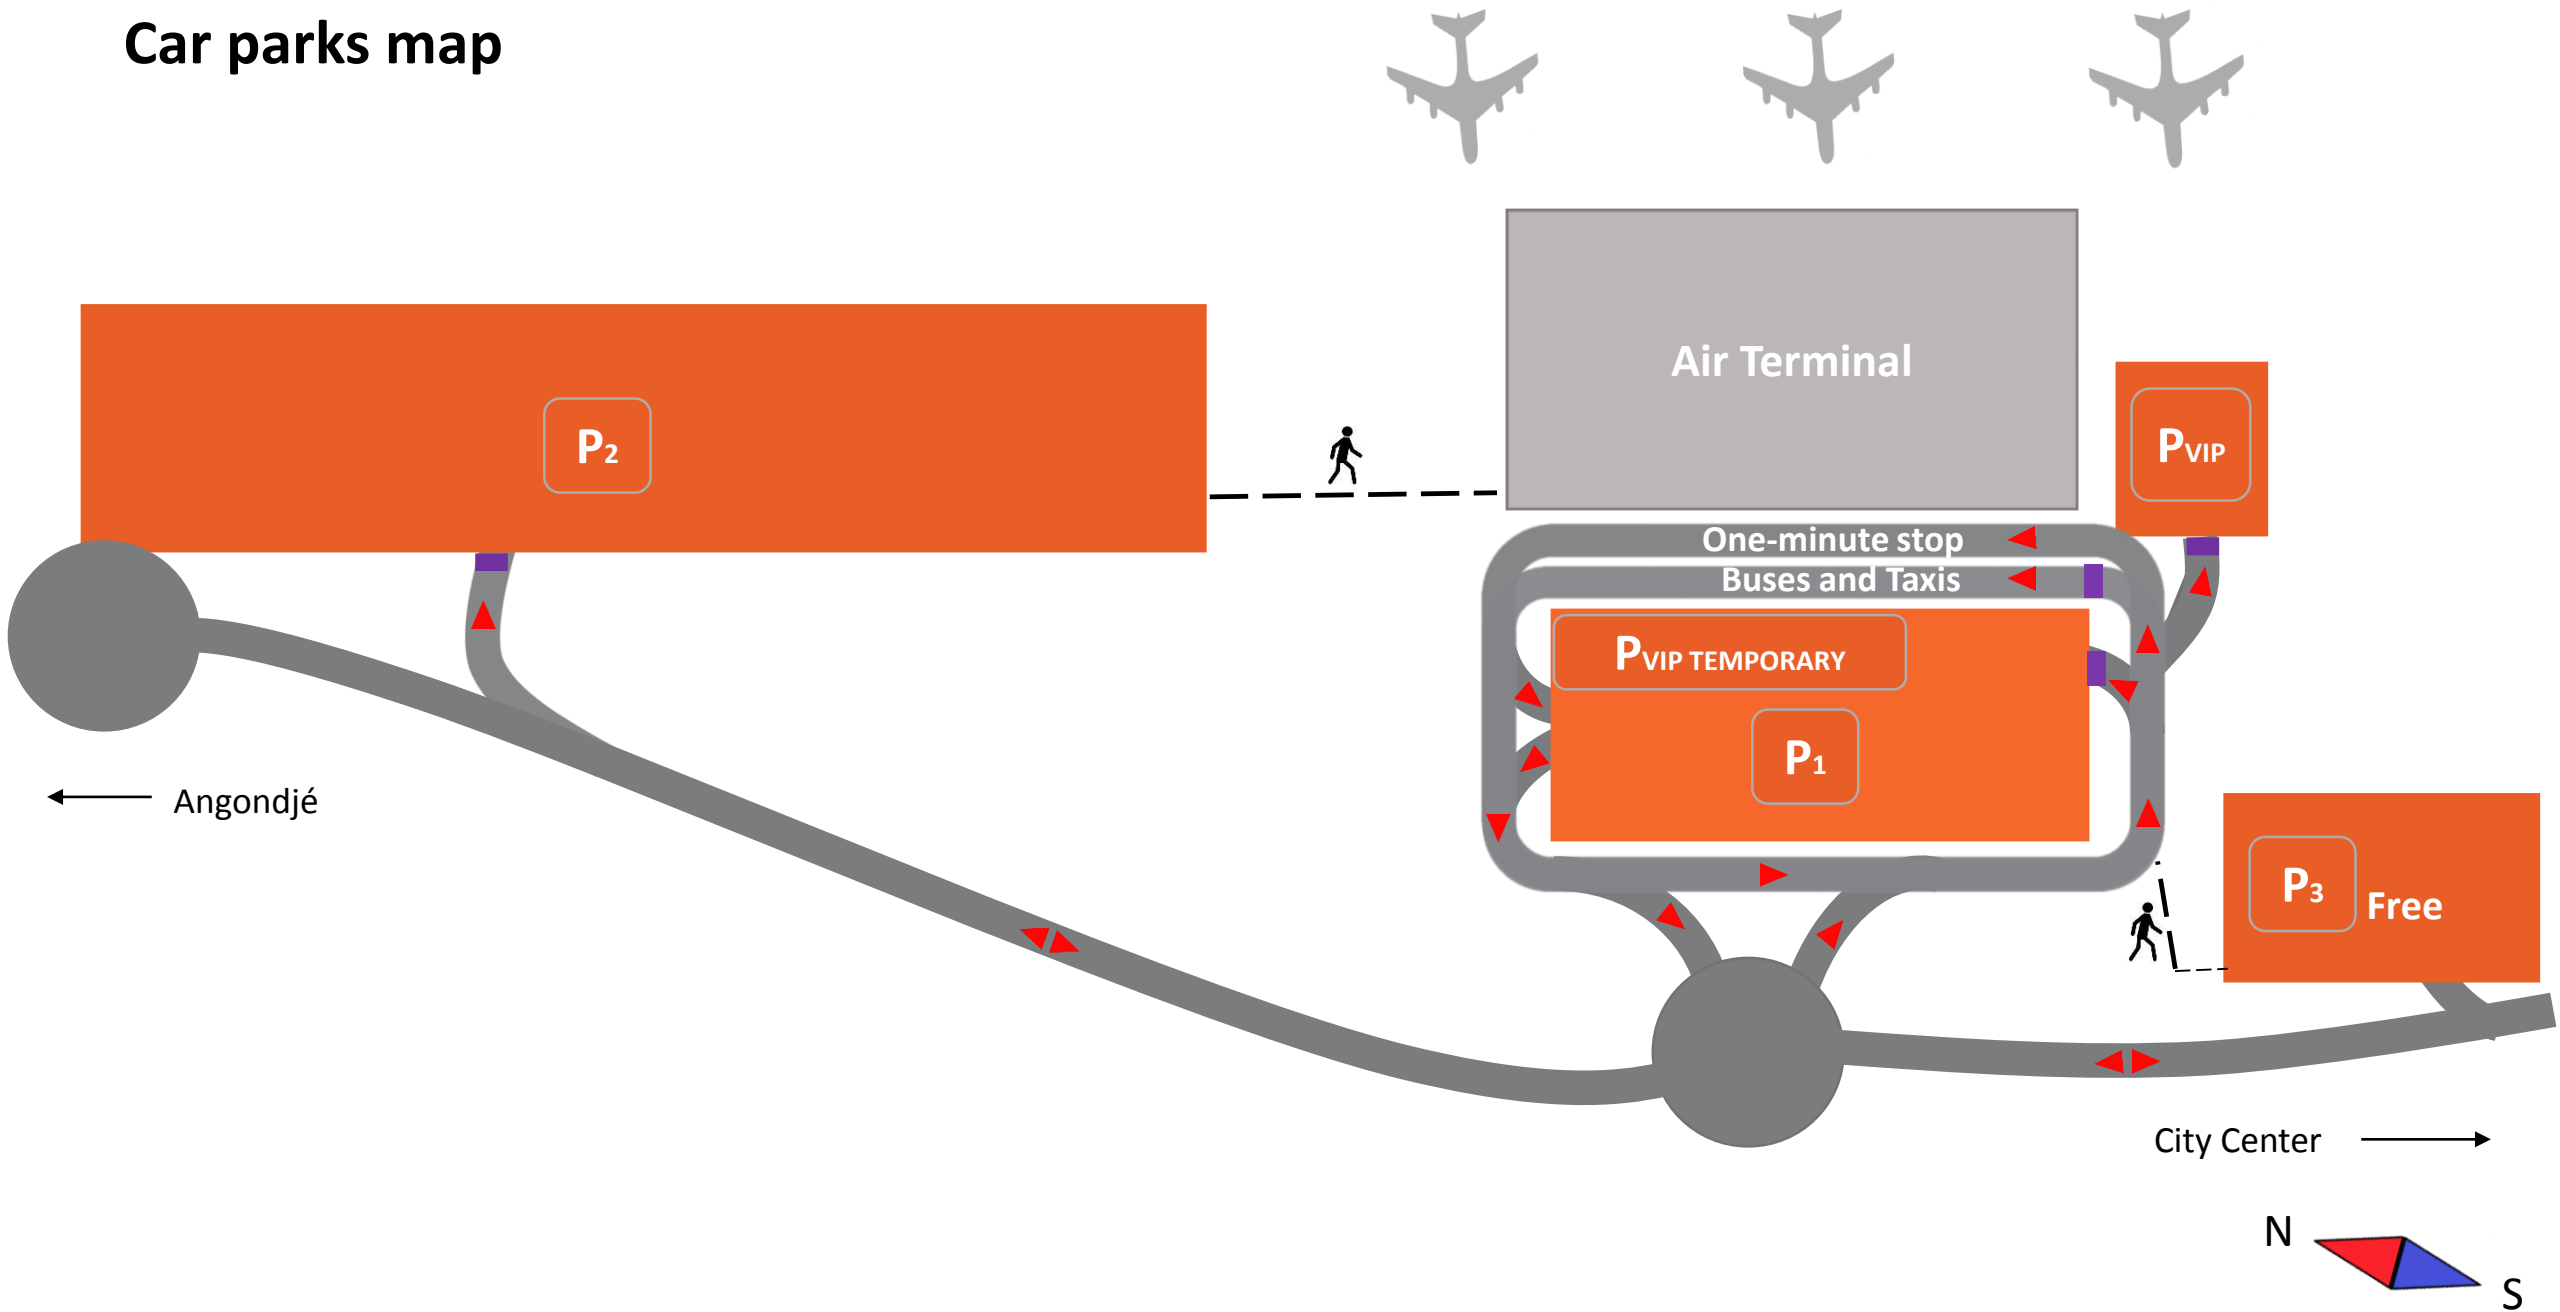 Car parks map
Air Terminal
P2
PVIP
One-minute stop
Buses and Taxis
PVIP TEMPORARY
P1
Angondjé
P3 Free
City Center
N
S